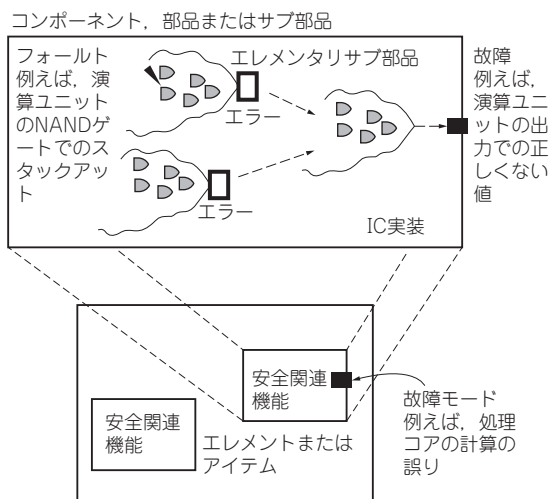 コンポーネント，部品またはサブ部品
フォールト
例えば，演
算ユニット
のNANDゲ
ートでのス
タックアッ
ト
エレメンタリサブ部品
エラー
エラー
IC実装
故障
例えば，
演算ユニ
ットの出
力での正
しくない
値
安全関連
機能
安全関連
機能
エレメントまたは
アイテム
故障モード
例えば，処理
コアの計算の
誤り